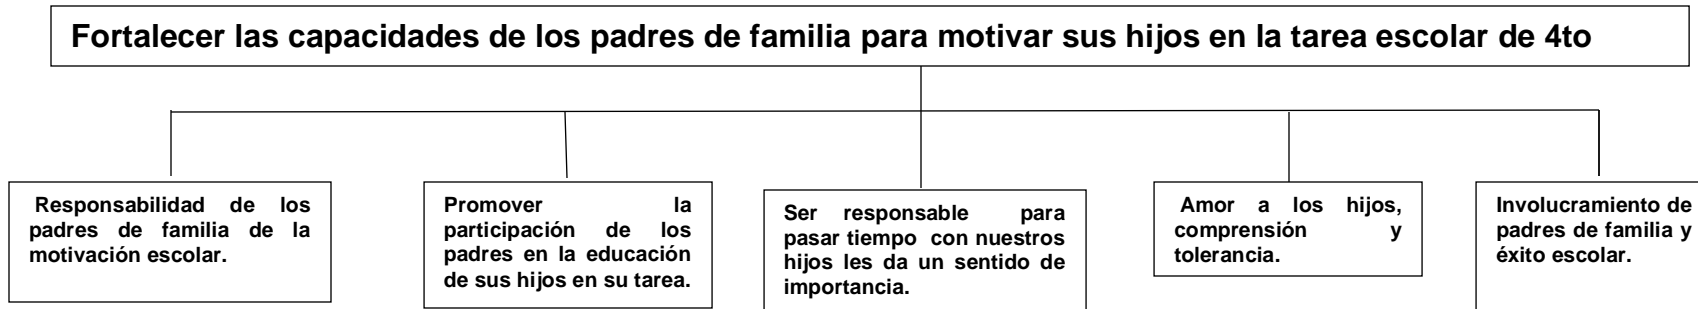 Fortalecer las capacidades de los padres de familia para motivar sus hijos en la tarea escolar de 4to
Responsabilidad de los
padres de familia de la
motivación escolar.
Promover la
participación de los
padres en la educación
de sus hijos en su tarea.
Ser responsable para
pasar tiempo con nuestros
hijos les da un sentido de
importancia.
Amor a los hijos,
comprensión y
tolerancia.
Involucramiento de
padres de familia y
éxito escolar.